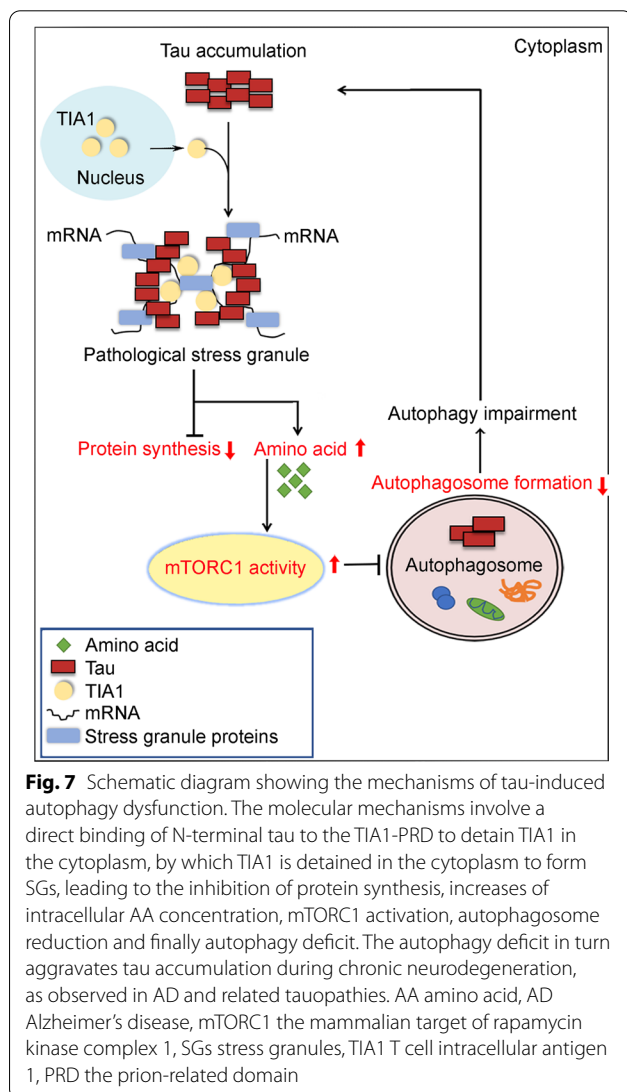 Cytoplasm
Tau accumulation
TIA1
Nucleus
mRNA
mRNA
Pathological stress granule
Autophagy impairment
Protein synthesis
Amino acid
Autophagosome formation
mTORC1 activity
Autophagosome
Amino acid
Tau
TIA1
mRNA
Stress granule proteins
Fig. 7 Schematic diagram showing the mechanisms of tau-induced
autophagy dysfunction. The molecular mechanisms involve a
direct binding of N-terminal tau to the TIA1-PRD to detain TIA1 in
the cytoplasm, by which TIA1 is detained in the cytoplasm to form
SGs, leading to the inhibition of protein synthesis, increases of
intracellular AA concentration, mTORC1 activation, autophagosome
reduction and finally autophagy deficit. The autophagy deficit in turn
aggravates tau accumulation during chronic neurodegeneration,
as observed in AD and related tauopathies. AA amino acid, AD
Alzheimer's disease, mTORC1 the mammalian target of rapamycin
kinase complex 1, SGs stress granules, TIA1 T cell intracellular antigen
1, PRD the prion-related domain